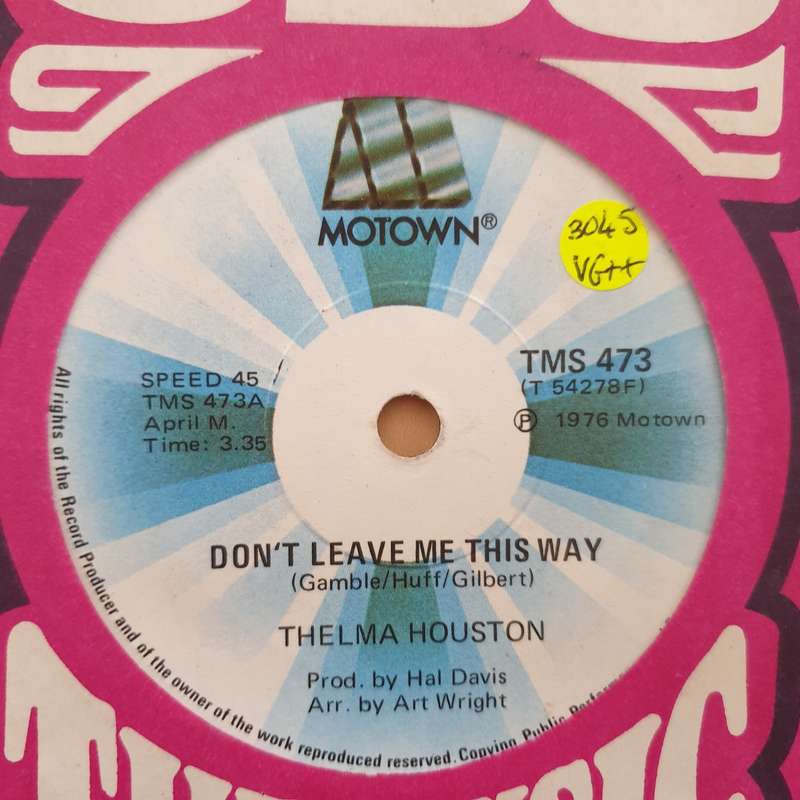 MOTOWN®
3045
VG++
SPEED 45
TMS 473A
April M.
Time: 3.35
TMS 473
(T 54278F)
Ⓟ 1976 Motown
DON'T LEAVE ME THIS WAY
(Gamble/Huff/Gilbert)
THELMA HOUSTON
Prod. by Hal Davis
Arr. by Art Wright
All rights of the Record Producer and of the owner of the work reproduced reserved. Copying Public